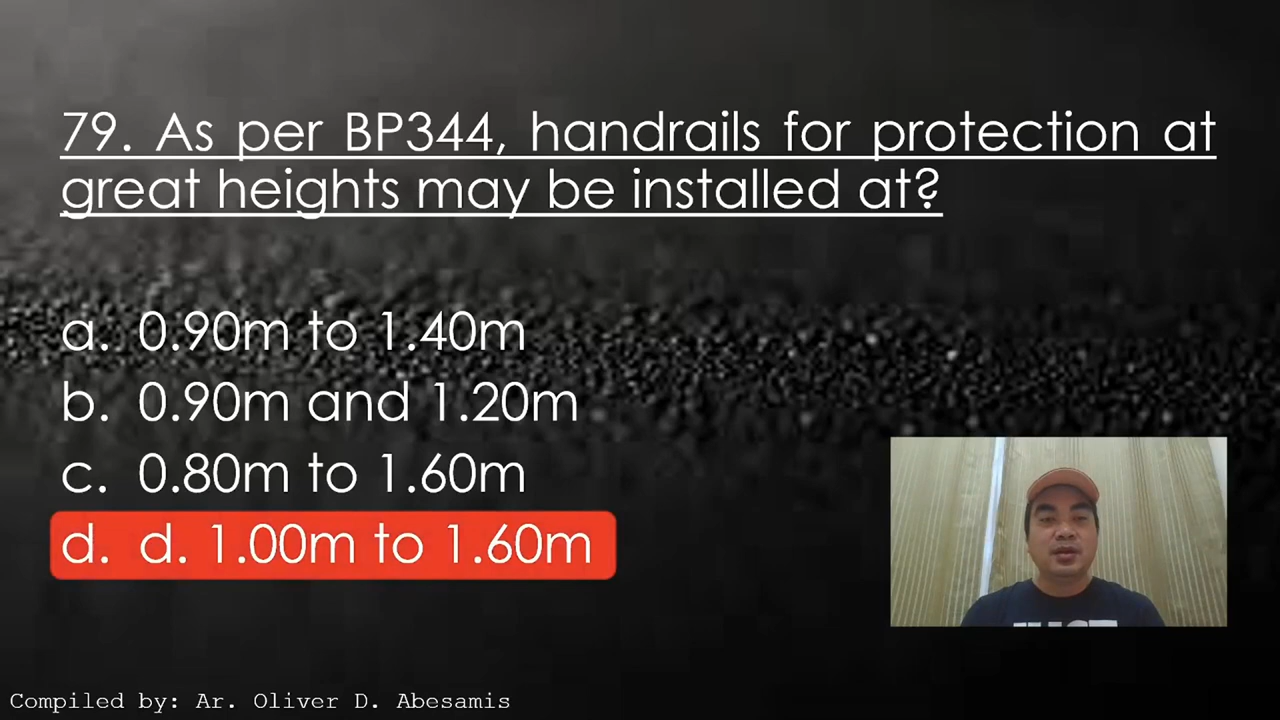 79. As per BP344, handrails for protection at
great heights may be installed at?
a. 0.90m to 1.40m
b. 0.90m and 1.20m
c. 0.80m to 1.60m
d. d. 1.00m to 1.60m
Compiled by: Ar. Oliver D. Abesamis